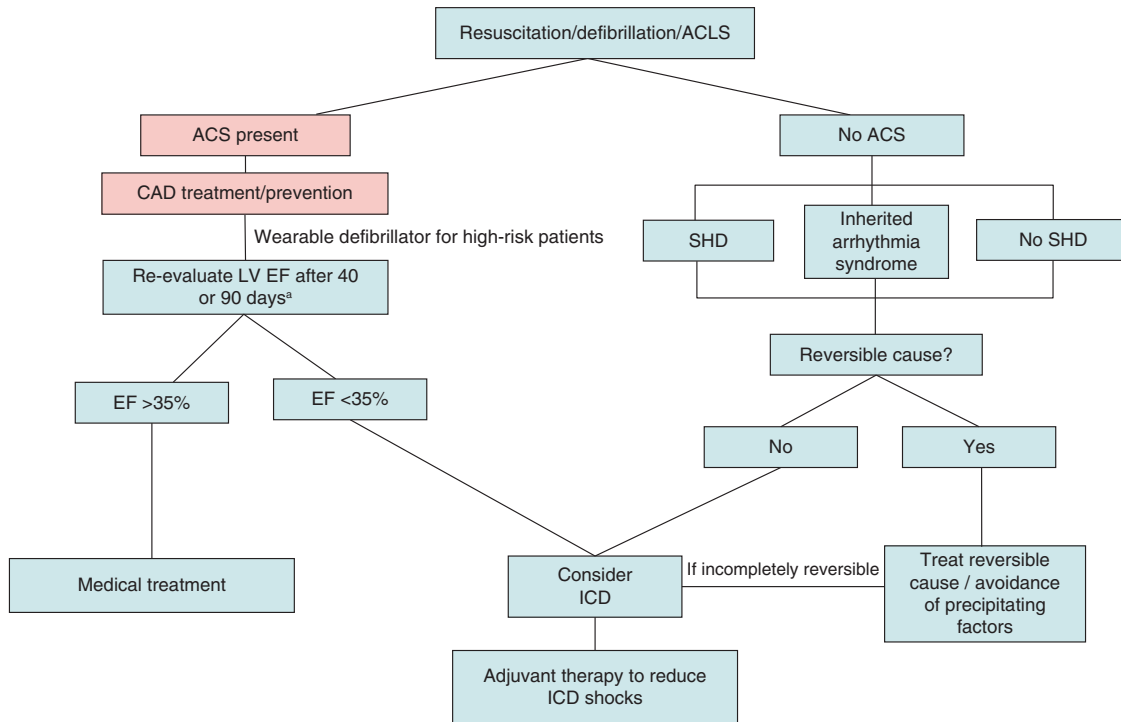 Resuscitation/defibrillation/ACLS
ACS present
No ACS
CAD treatment/prevention
Wearable defibrillator for high-risk patients
SHD
Inherited
arrhythmia
syndrome
No SHD
Re-evaluate LV EF after 40
or 90 daysᵃ
Reversible cause?
EF >35%
EF <35%
No
Yes
Medical treatment
Consider
ICD
If incompletely reversible
Treat reversible
cause / avoidance
of precipitating
factors
Adjuvant therapy to reduce
ICD shocks